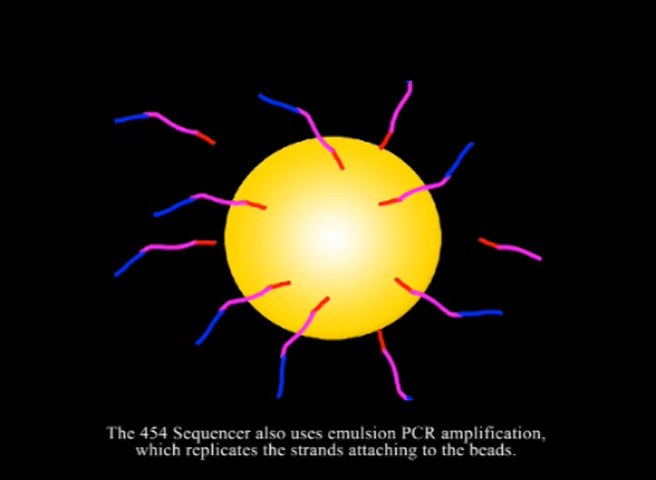 The 454 Sequencer also uses emulsion PCR amplification,
which replicates the strands attaching to the beads.